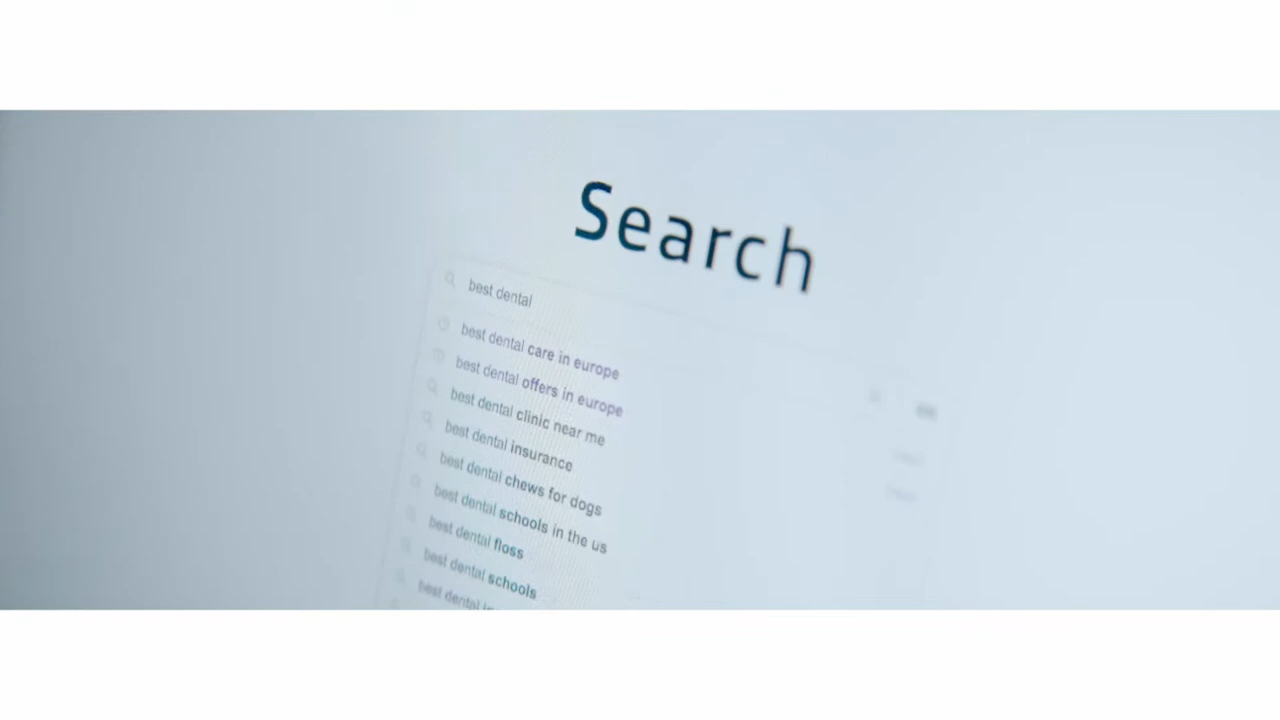 Search
best dental
best dental care in europe
best dental offers in europe
best dental clinic near me
best dental insurance
best dental chews for dogs
best dental schools in the us
best dental floss
best dental schools
best dental